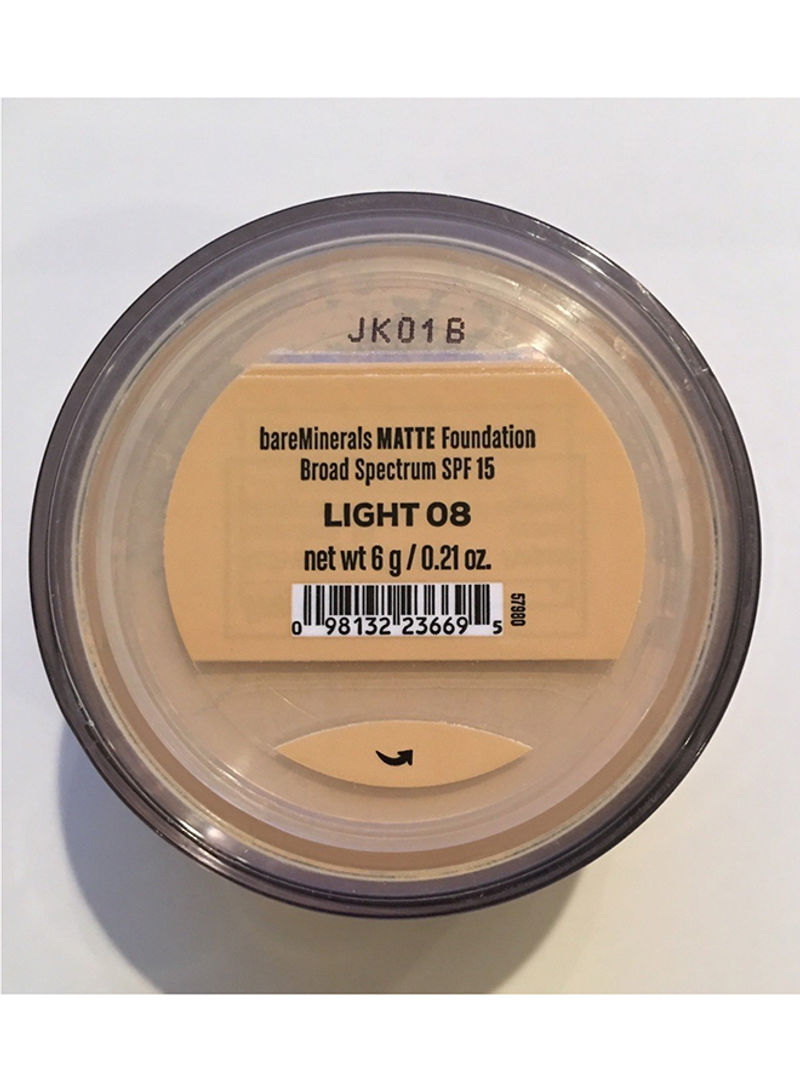 JK01B
bareMinerals MATTE Foundation
Broad Spectrum SPF 15
LIGHT 08
net wt 6 g / 0.21 oz.
57980
0 98132 23669 5